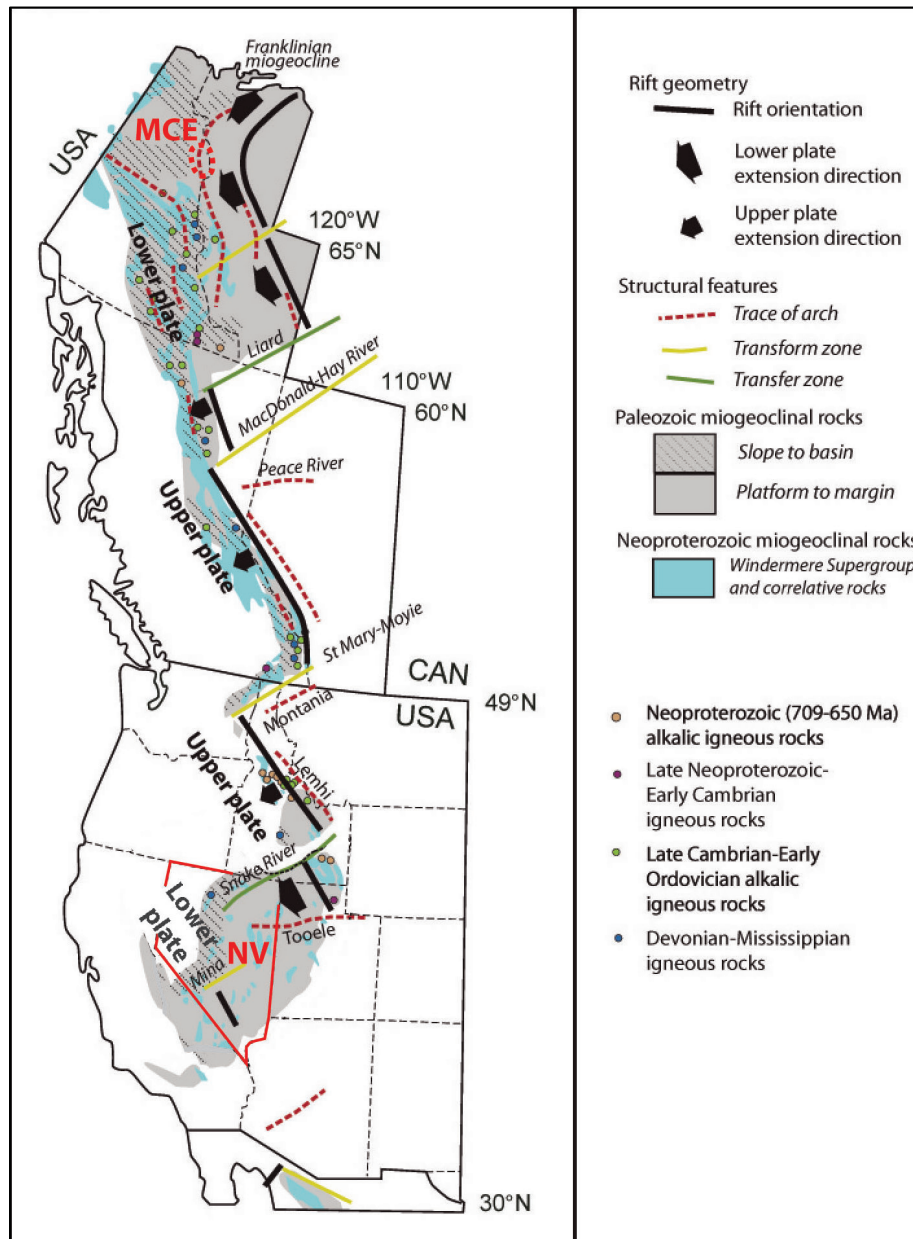 Franklinian
miogeocline
MCE
USA
120°W
65°N
Lower plate
Liard
MacDonald-Hay River
110°W
60°N
Peace River
Upper plate
St Mary-Moyie
CAN
49°N
USA
Montania
Lemhi
Upper plate
Snake River
Lower
plate
NV
Tooele
Mina
30°N
Rift geometry
Rift orientation
Lower plate
extension direction
Upper plate
extension direction
Structural features
Trace of arch
Transform zone
Transfer zone
Paleozoic miogeoclinal rocks
Slope to basin
Platform to margin
Neoproterozoic miogeoclinal rocks
Windermere Supergroup
and correlative rocks
Neoproterozoic (709-650 Ma)
alkalic igneous rocks
Late Neoproterozoic-
Early Cambrian
igneous rocks
Late Cambrian-Early
Ordovician alkalic
igneous rocks
Devonian-Mississippian
igneous rocks